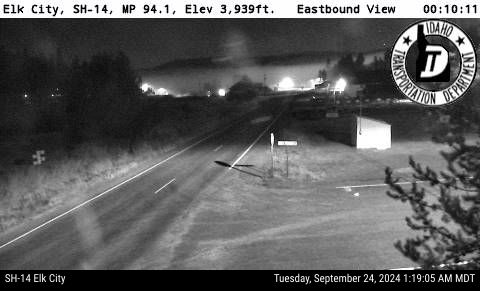 Elk City, SH-14, MP 94.1, Elev 3,939ft. Eastbound View 00:10:11
IDAHO
TRANSPORTATION DEPARTMENT
SH-14 Elk City Tuesday, September 24, 2024 1:19:05 AM MDT